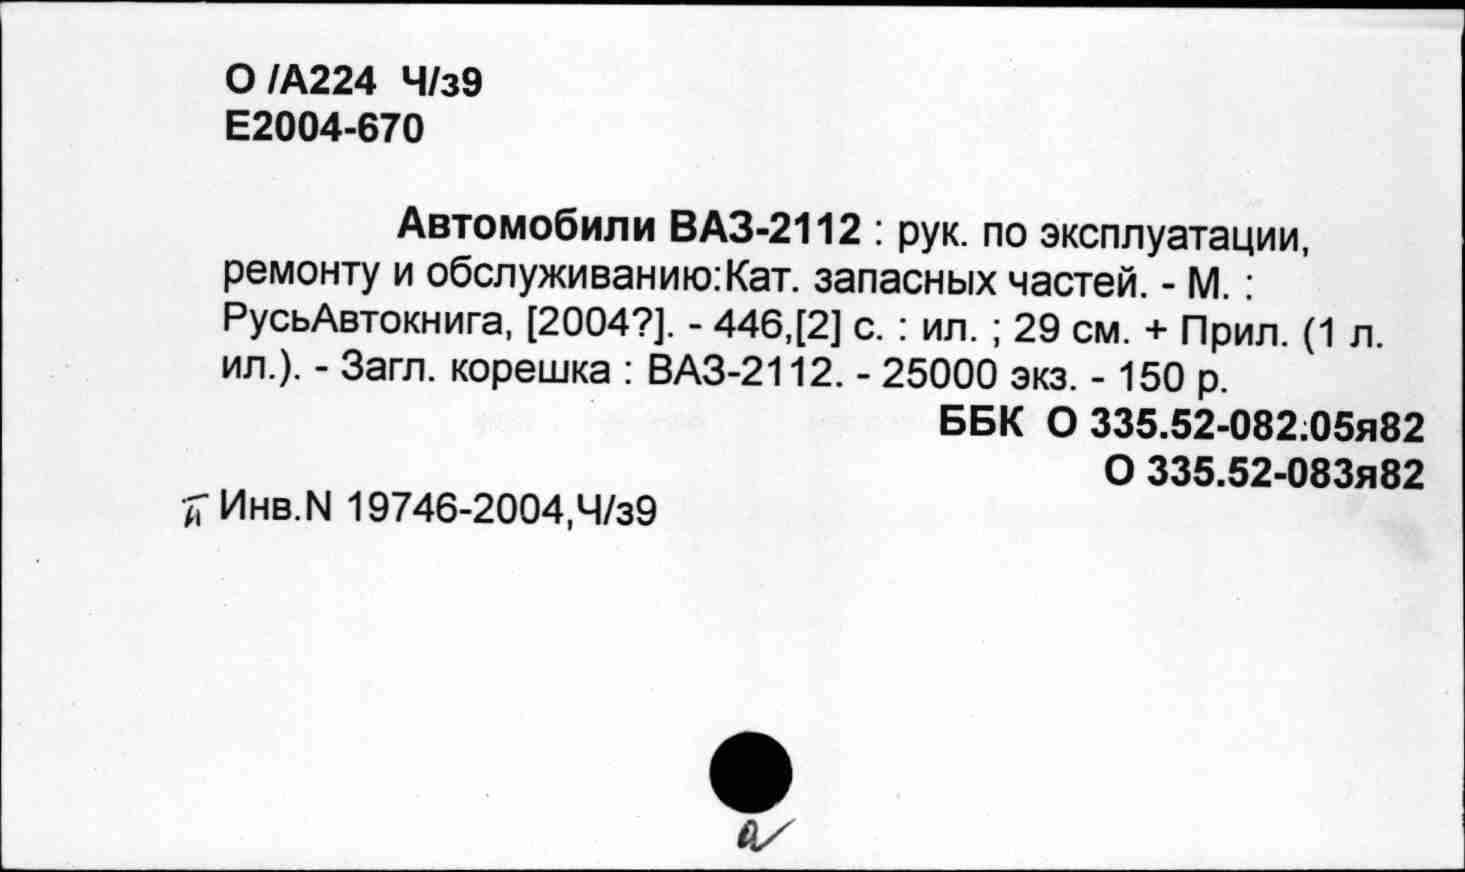 О /А224 Ч/з9
Е2004-670
Автомобили ВАЗ-2112 : рук. по эксплуатации,
ремонту и обслуживанию:Кат. запасных частей. - М. :
РусьАвтокнига, [2004?]. - 446,[2] с. : ил. ; 29 см. + Прил. (1 л.
ил.). - Загл. корешка : ВАЗ-2112. - 25000 экз. - 150 р.
ББК О 335.52-082.05я82
О 335.52-083я82
Инв.N 19746-2004,Ч/з9